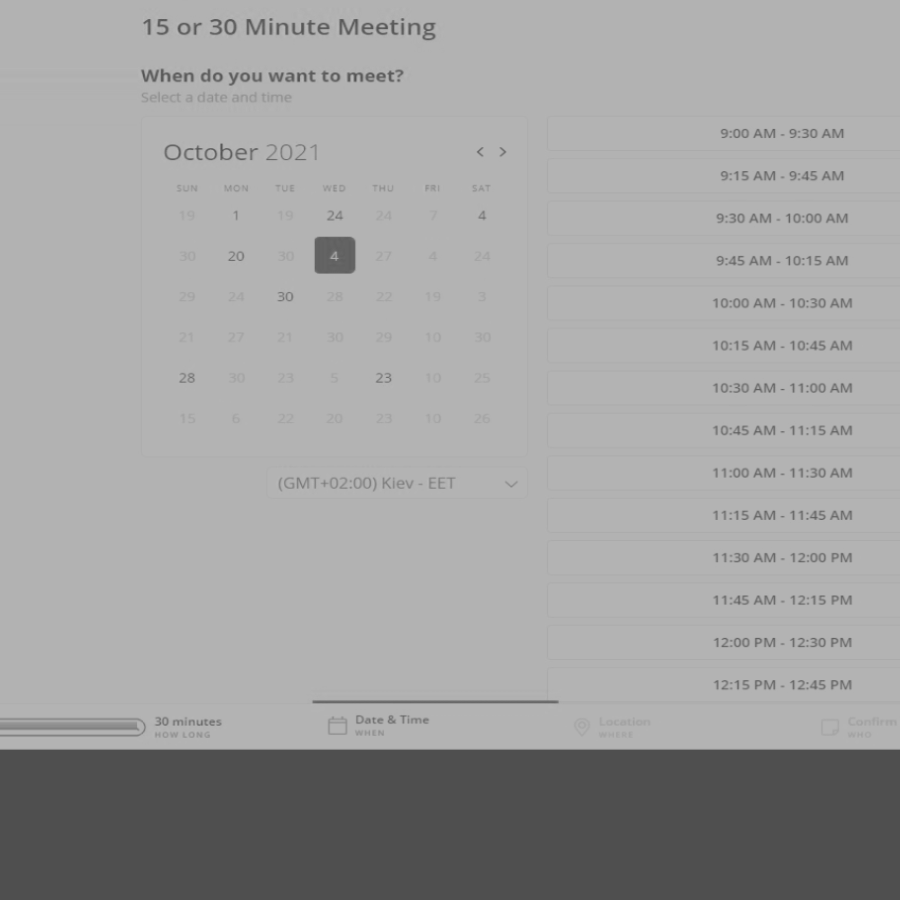 15 or 30 Minute Meeting
When do you want to meet?
Select a date and time
October 2021 < >
SUN MON TUE WED THU FRI SAT
19 1 19 24 24 7 4
30 20 30 4 27 4 24
29 24 30 28 22 19 3
21 27 21 30 29 10 30
28 30 23 5 23 10 25
15 6 22 20 23 10 26
(GMT+02:00) Kiev - EET
9:00 AM - 9:30 AM
9:15 AM - 9:45 AM
9:30 AM - 10:00 AM
9:45 AM - 10:15 AM
10:00 AM - 10:30 AM
10:15 AM - 10:45 AM
10:30 AM - 11:00 AM
10:45 AM - 11:15 AM
11:00 AM - 11:30 AM
11:15 AM - 11:45 AM
11:30 AM - 12:00 PM
11:45 AM - 12:15 PM
12:00 PM - 12:30 PM
12:15 PM - 12:45 PM
30 minutes
HOW LONG
Date & Time
WHEN
Location
WHERE
Confirm
WHO